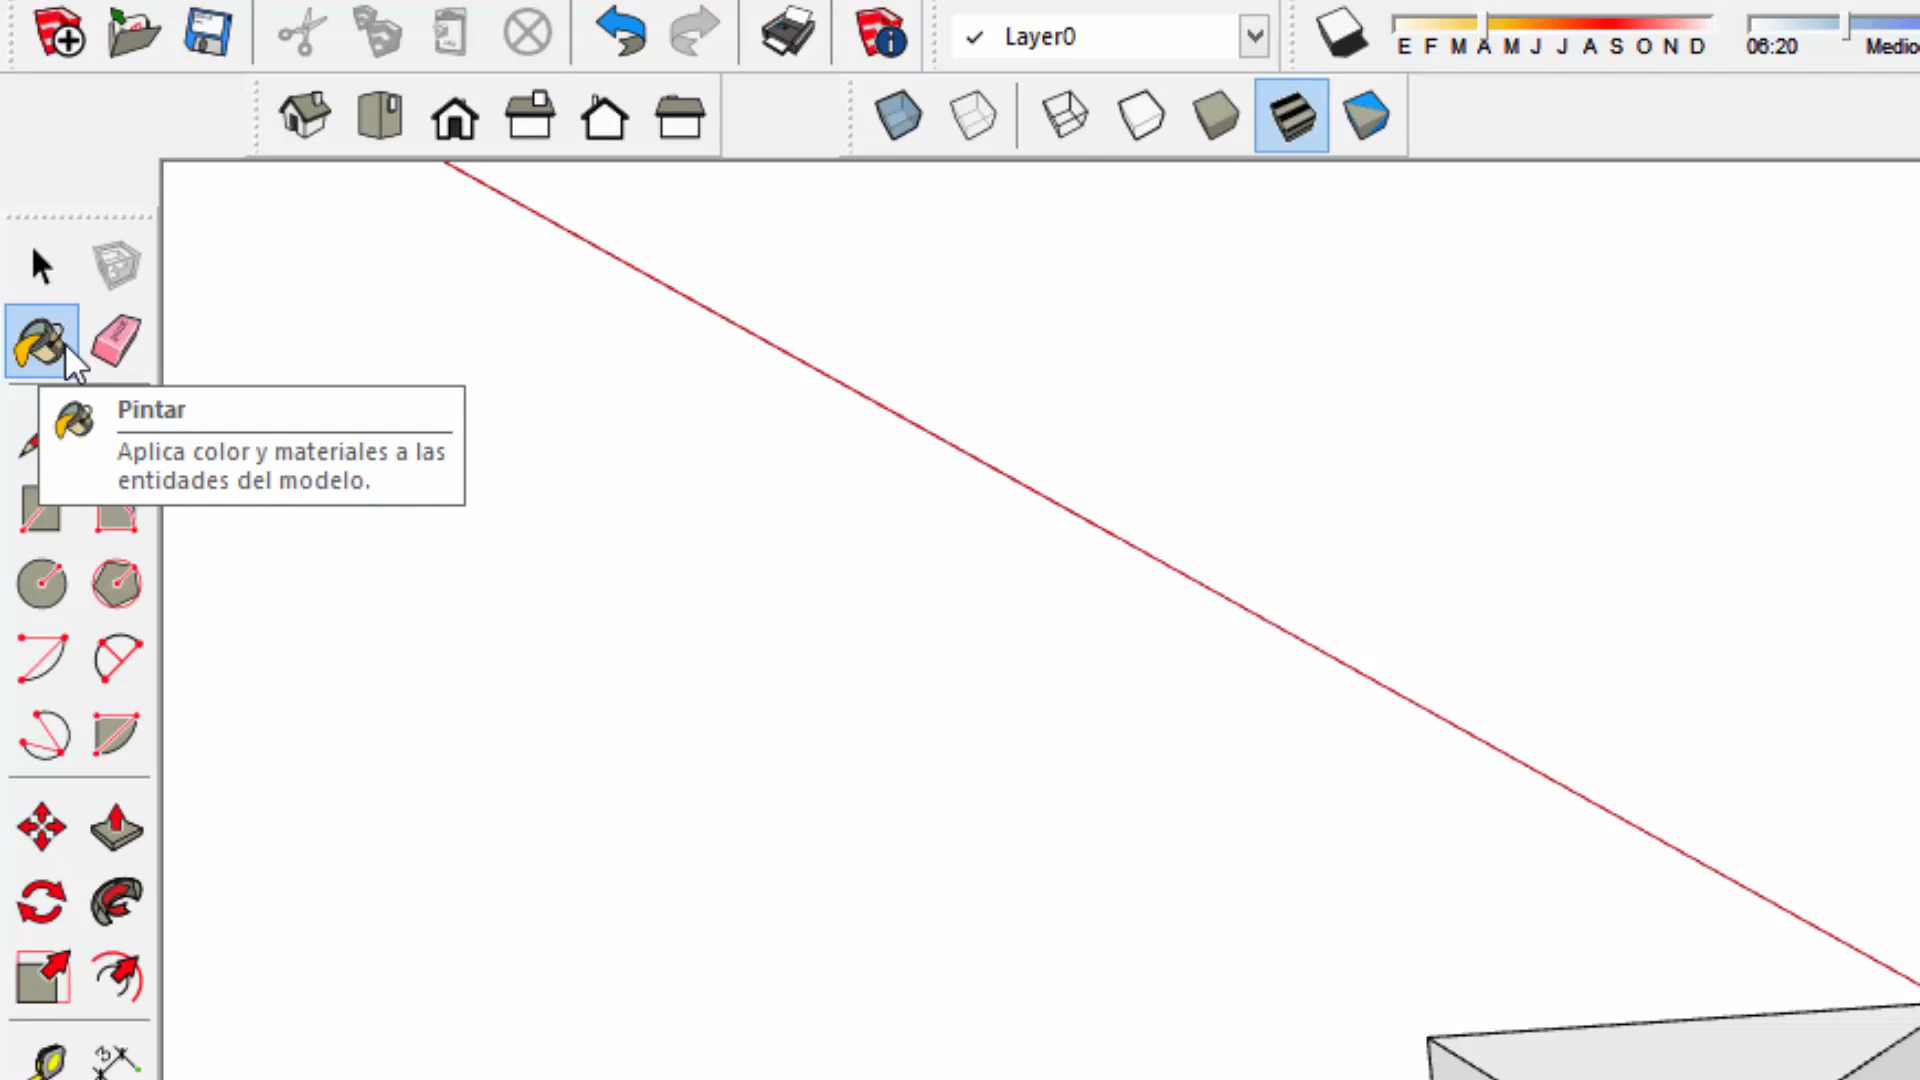 Layer0
E F M A M J J A S O N D
06:20
Medio
Pintar
Aplica color y materiales a las
entidades del modelo.